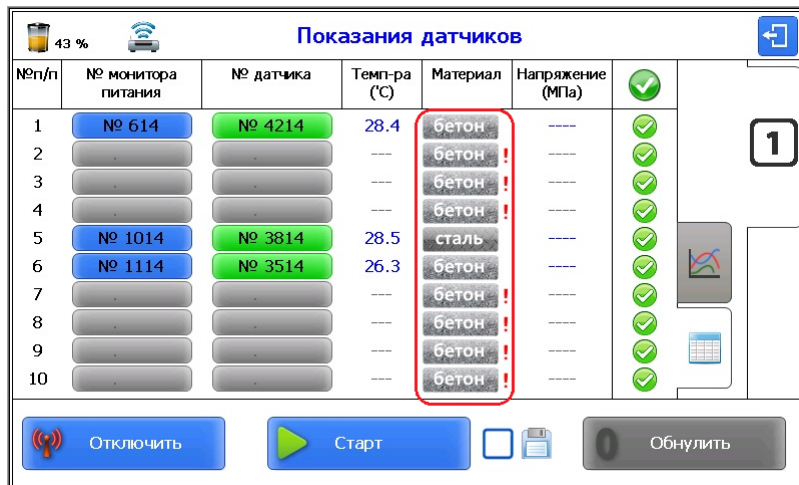 43 % Показания датчиков
№п/п № монитора питания № датчика Темп-ра (°C) Материал Напряжение (МПа)
1 № 614 № 4214 28.4 бетон ----
2 . . --- бетон ! ----
3 . . --- бетон ! ----
4 . . --- бетон ! ----
5 № 1014 № 3814 28.5 сталь ----
6 № 1114 № 3514 26.3 бетон ----
7 . . --- бетон ! ----
8 . . --- бетон ! ----
9 . . --- бетон ! ----
10 . . --- бетон ! ----
1
Отключить Старт 0 Обнулить